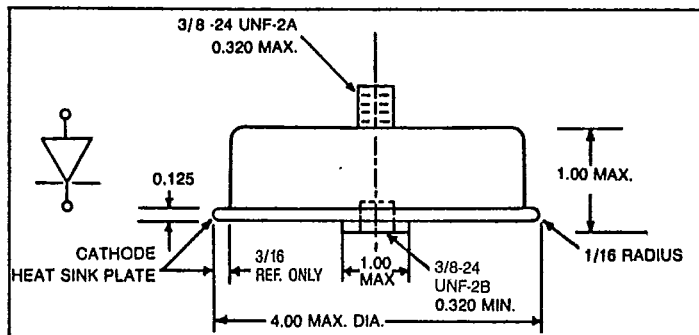 3/8 -24 UNF-2A
0.320 MAX.
0.125
1.00 MAX.
CATHODE
HEAT SINK PLATE
3/16
REF. ONLY
1.00
MAX
3/8-24
UNF-2B
0.320 MIN.
1/16 RADIUS
4.00 MAX. DIA.